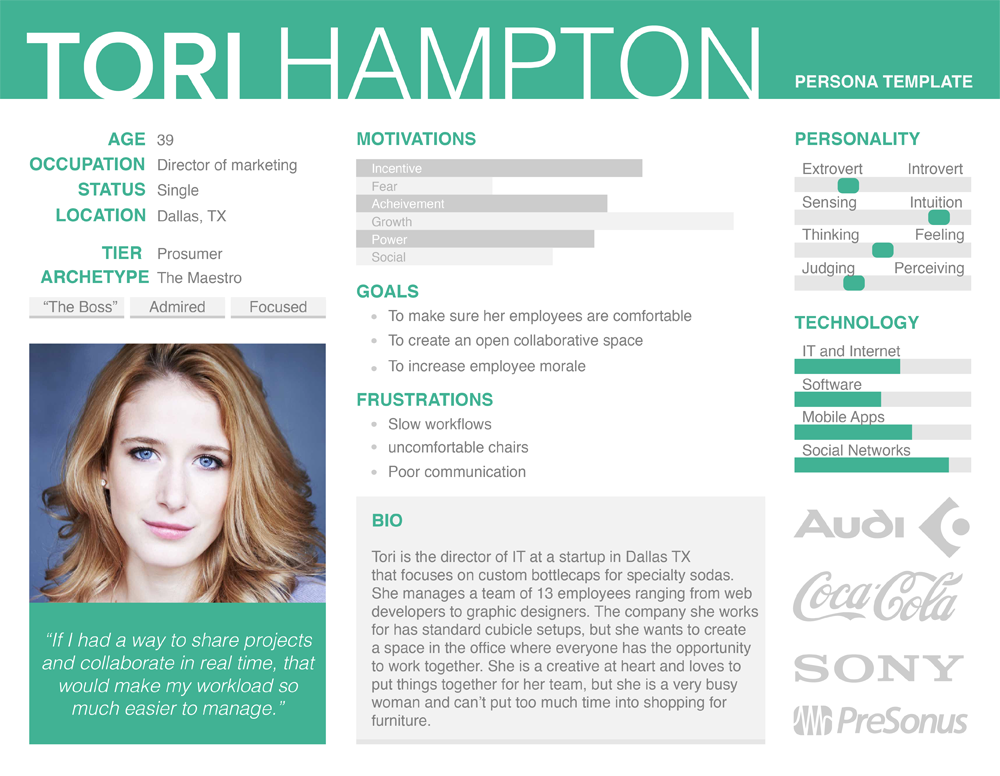 TORI HAMPTON
PERSONA TEMPLATE
AGE 39
OCCUPATION Director of marketing
STATUS Single
LOCATION Dallas, TX
TIER Prosumer
ARCHETYPE The Maestro
“The Boss” Admired Focused
“If I had a way to share projects
and collaborate in real time, that
would make my workload so
much easier to manage.”
MOTIVATIONS
Incentive
Fear
Acheivement
Growth
Power
Social
GOALS
To make sure her employees are comfortable
To create an open collaborative space
To increase employee morale
FRUSTRATIONS
Slow workflows
uncomfortable chairs
Poor communication
BIO
Tori is the director of IT at a startup in Dallas TX
that focuses on custom bottlecaps for specialty sodas.
She manages a team of 13 employees ranging from web
developers to graphic designers. The company she works
for has standard cubicle setups, but she wants to create
a space in the office where everyone has the opportunity
to work together. She is a creative at heart and loves to
put things together for her team, but she is a very busy
woman and can’t put too much time into shopping for
furniture.
PERSONALITY
Extrovert Introvert
Sensing Intuition
Thinking Feeling
Judging Perceiving
TECHNOLOGY
IT and Internet
Software
Mobile Apps
Social Networks
Audi
Coca-Cola
SONY
PreSonus